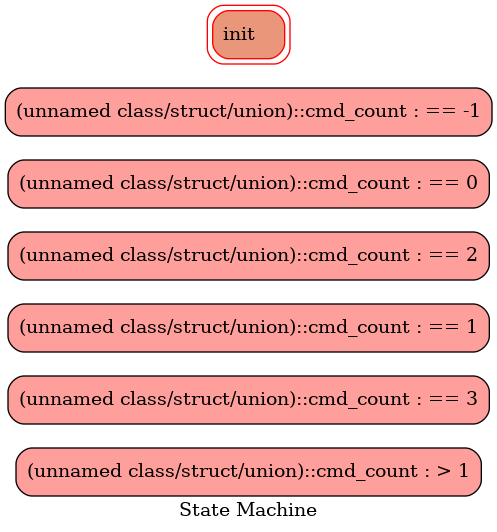 init
(unnamed class/struct/union)::cmd_count : == -1
(unnamed class/struct/union)::cmd_count : == 0
(unnamed class/struct/union)::cmd_count : == 2
(unnamed class/struct/union)::cmd_count : == 1
(unnamed class/struct/union)::cmd_count : == 3
(unnamed class/struct/union)::cmd_count : > 1
State Machine